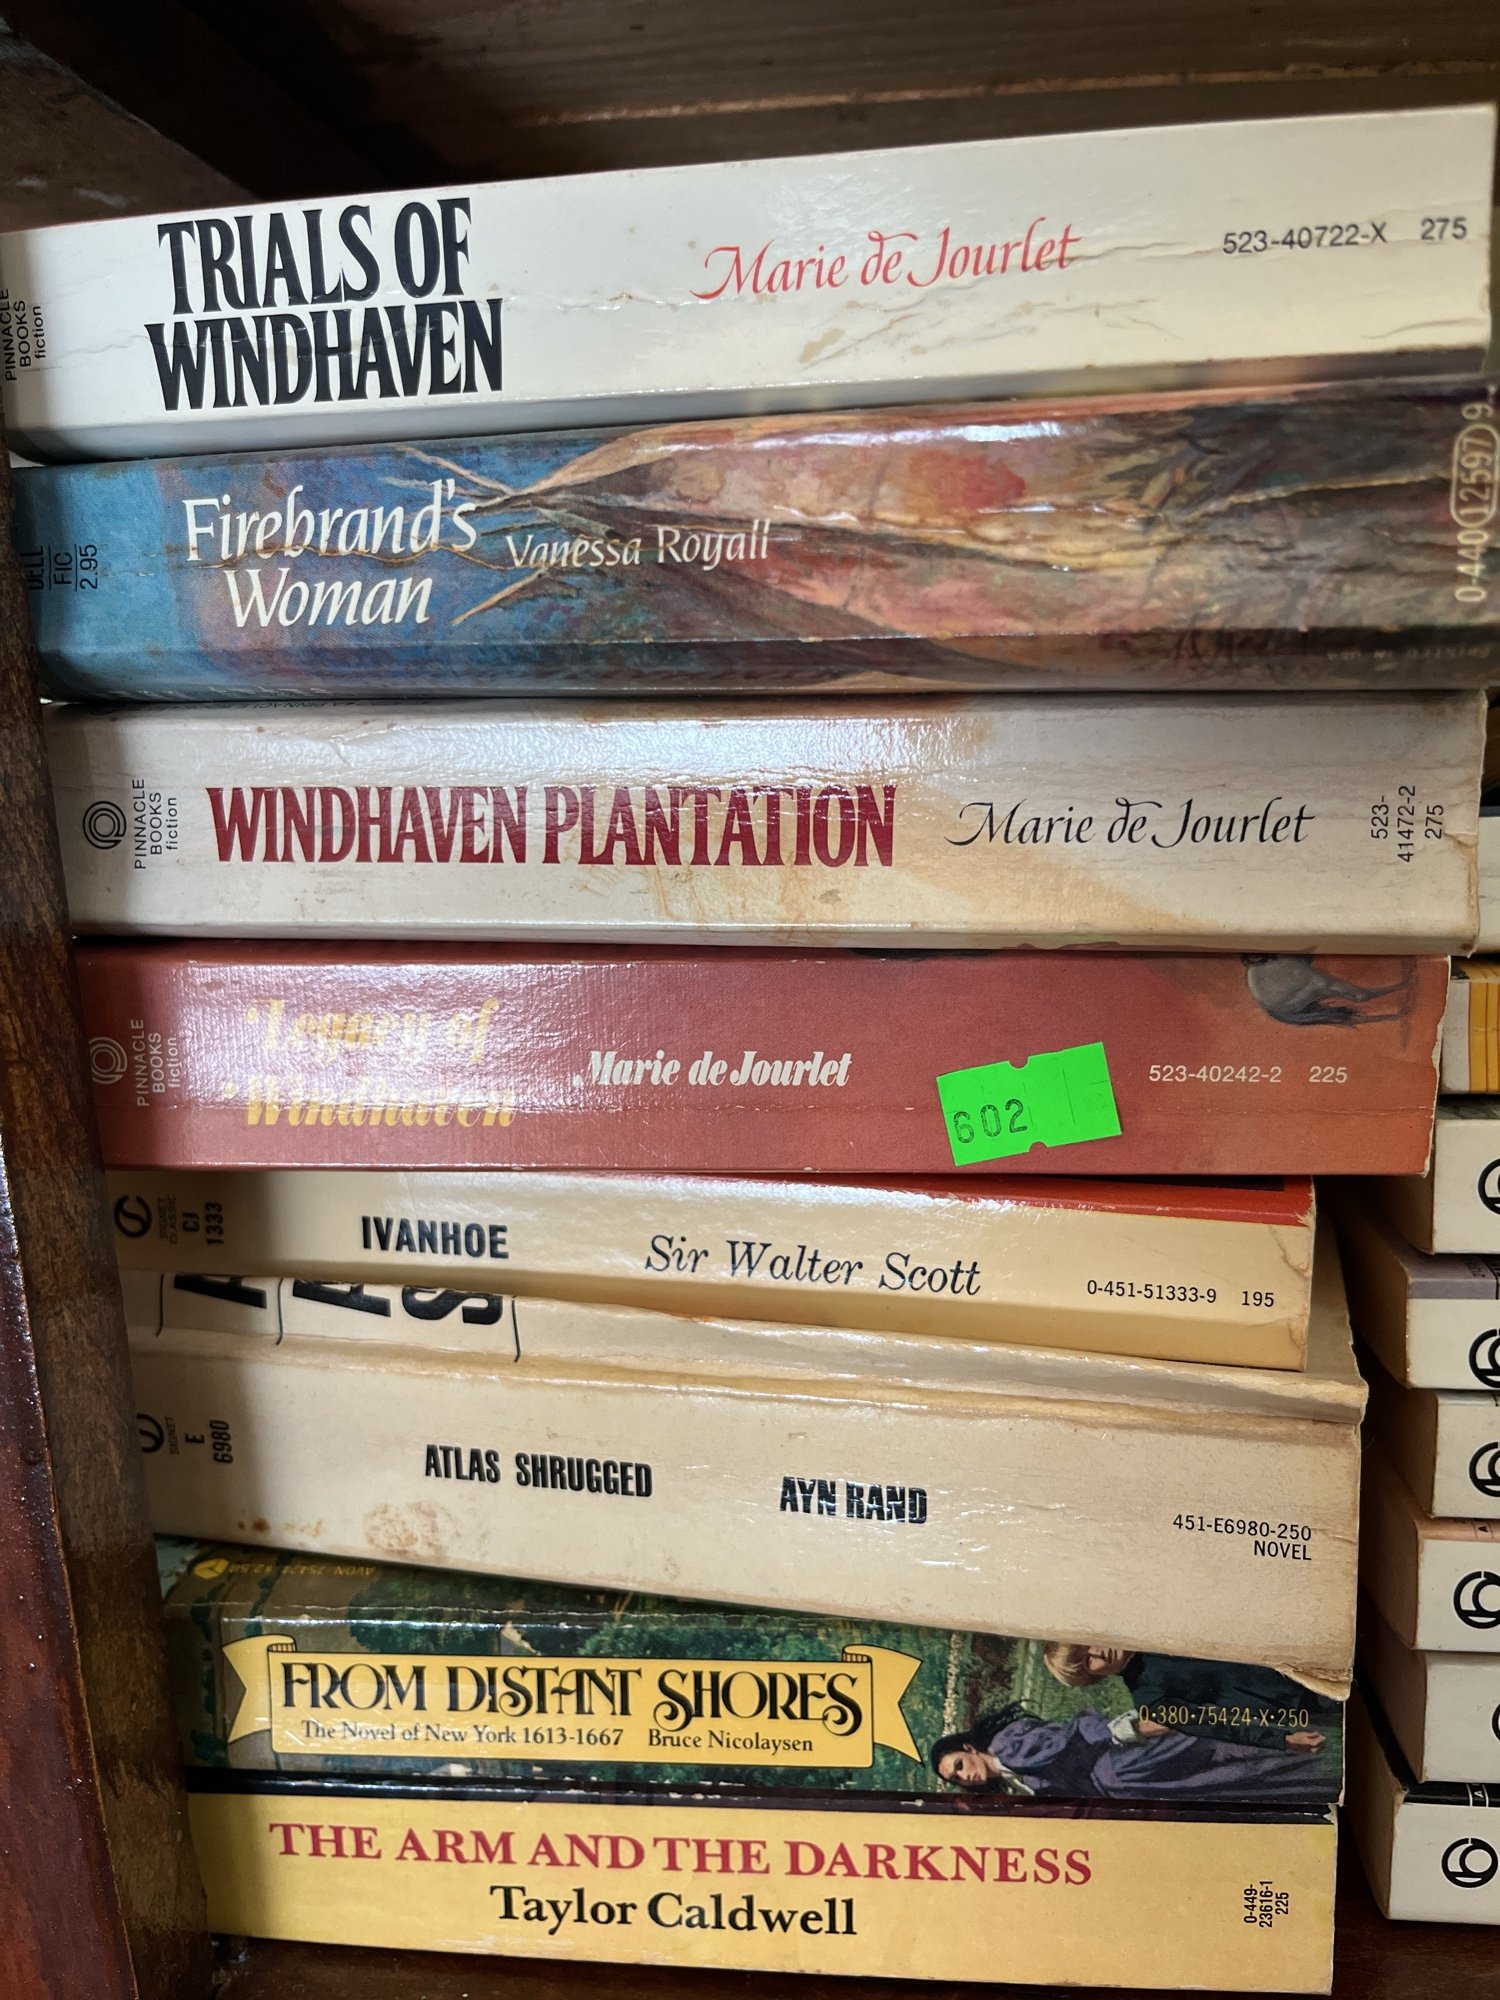 TRIALS OF
WINDHAVEN
Marie de Jourlet
523-40722-X 275
PINNACLE
BOOKS
fiction
Firebrand's
Woman
Vanessa Royall
DELL
FIC
2.95
0-440-12597-9
PINNACLE
BOOKS
fiction
WINDHAVEN PLANTATION
Marie de Jourlet
523-
41472-2
275
PINNACLE
BOOKS
fiction
Legacy of
Windhaven
Marie de Jourlet
602
523-40242-2 225
SIGNET
CLASSIC
CJ
1333
IVANHOE
Sir Walter Scott
0-451-51333-9 195
SIGNET
E
6980
ATLAS SHRUGGED
AYN RAND
451-E6980-250
NOVEL
FROM DISTANT SHORES
The Novel of New York 1613-1667 Bruce Nicolaysen
0·380·75424·X·250
THE ARM AND THE DARKNESS
Taylor Caldwell
0-449-
23616-1
225